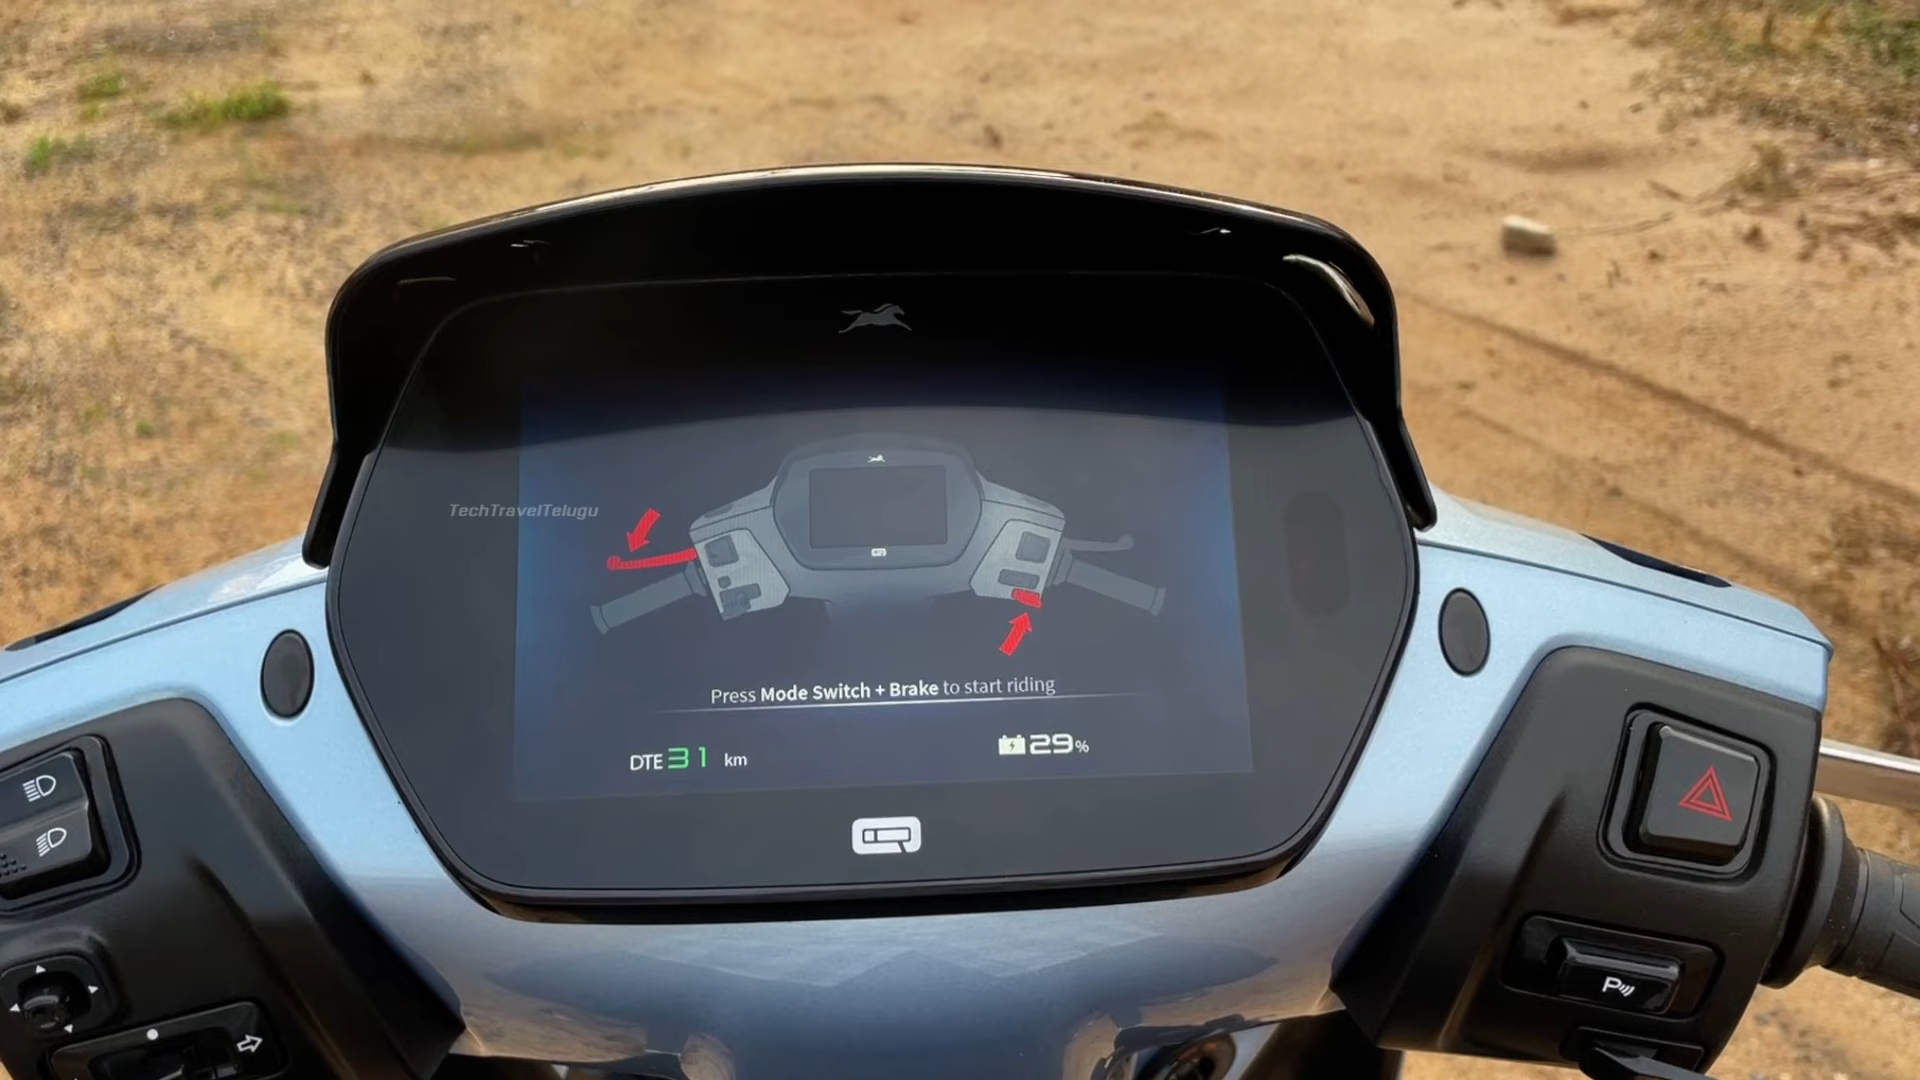 TechTravelTelugu
Press Mode Switch + Brake to start riding
DTE 31 km
29%
P